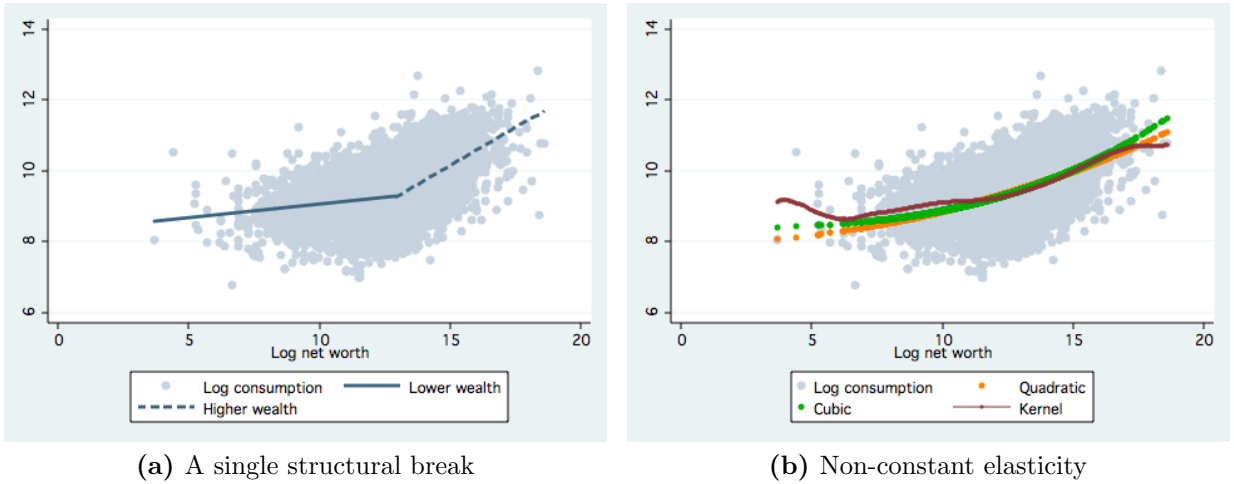 14
12
10
8
6
0 5 10 15 20
Log net worth
Log consumption Lower wealth
Higher wealth
(a) A single structural break
14
12
10
8
6
0 5 10 15 20
Log net worth
Log consumption Quadratic
Cubic Kernel
(b) Non-constant elasticity